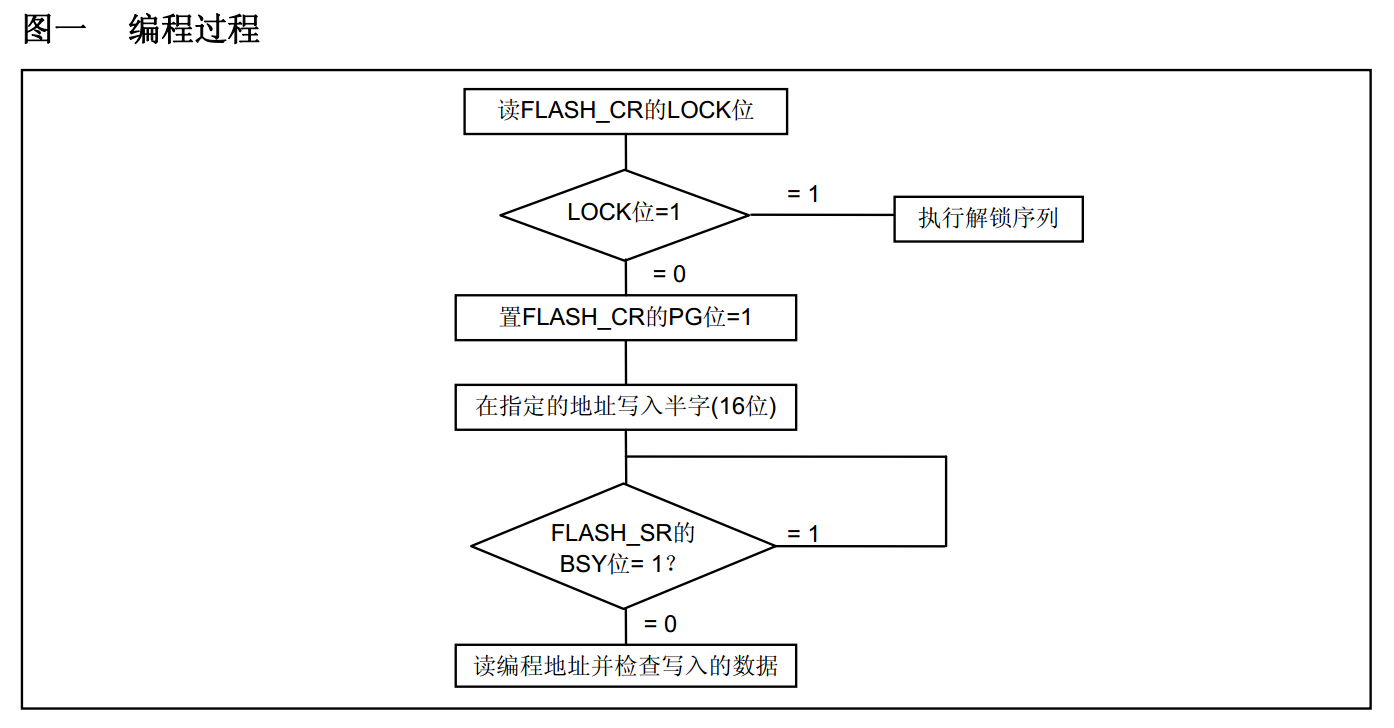 图一 编程过程
读FLASH_CR的LOCK位
LOCK位=1
= 1
执行解锁序列
= 0
置FLASH_CR的PG位=1
在指定的地址写入半字(16位)
FLASH_SR的
BSY位= 1？
= 1
= 0
读编程地址并检查写入的数据